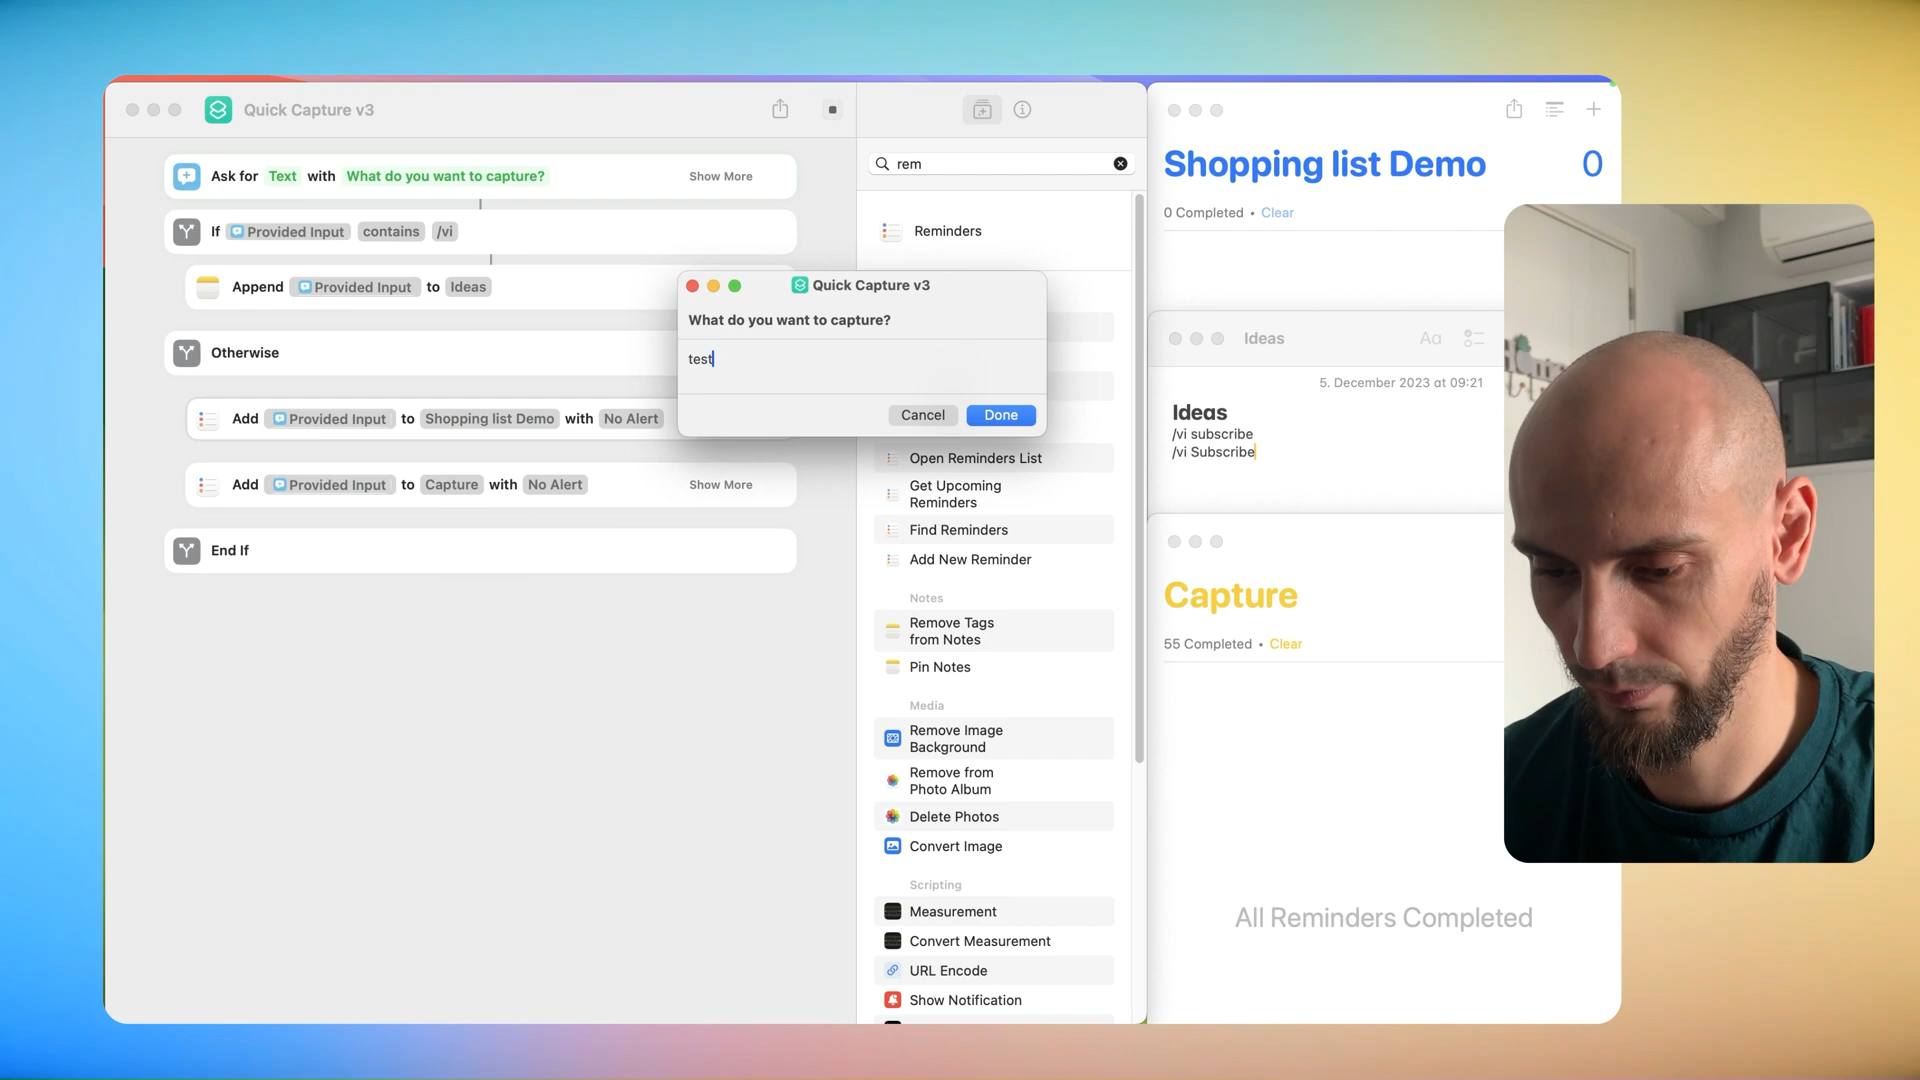 Quick Capture v3
Ask for Text with What do you want to capture? Show More
If Provided Input contains /vi
Append Provided Input to Ideas
Otherwise
Add Provided Input to Shopping list Demo with No Alert
Add Provided Input to Capture with No Alert Show More
End If
Quick Capture v3
What do you want to capture?
test
Cancel Done
rem
Reminders
Open Reminders List
Get Upcoming
Reminders
Find Reminders
Add New Reminder
Notes
Remove Tags
from Notes
Pin Notes
Media
Remove Image
Background
Remove from
Photo Album
Delete Photos
Convert Image
Scripting
Measurement
Convert Measurement
URL Encode
Show Notification
Shopping list Demo 0
0 Completed • Clear
Ideas Aa
5. December 2023 at 09:21
Ideas
/vi subscribe
/vi Subscribe
Capture
55 Completed • Clear
All Reminders Completed